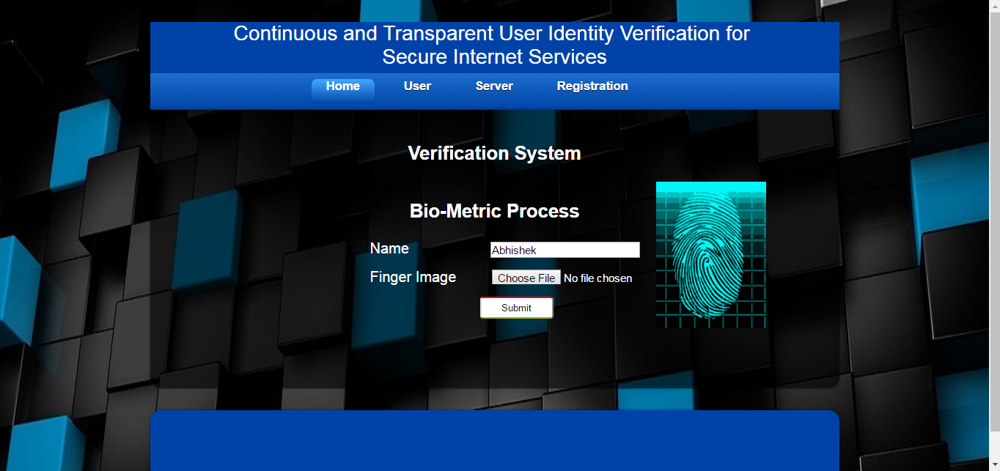 Continuous and Transparent User Identity Verification for
Secure Internet Services
Home User Server Registration
Verification System
Bio-Metric Process
Name Abhishek
Finger Image Choose File No file chosen
Submit